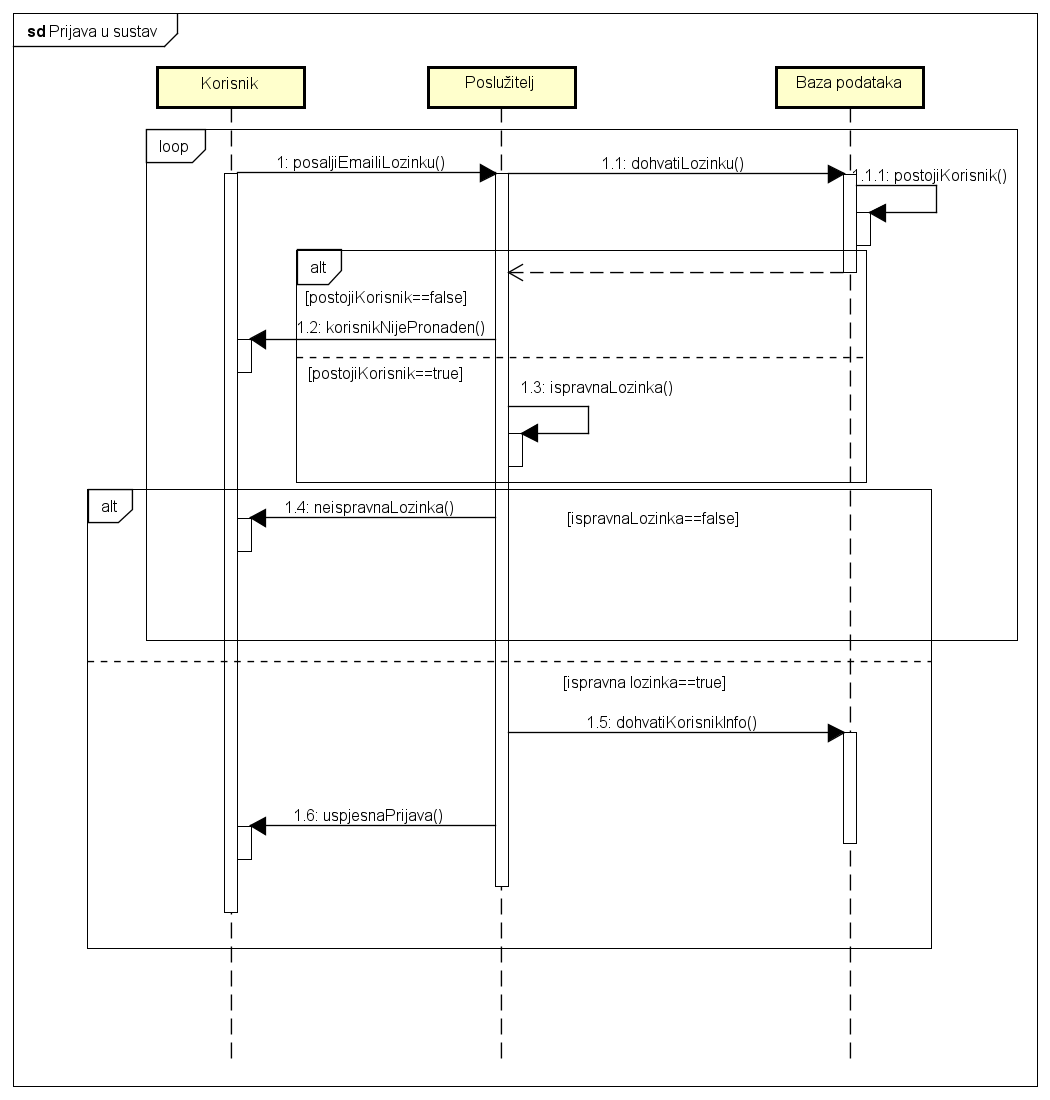 sd Prijava u sustav
Korisnik
Poslužitelj
Baza podataka
loop
1: posaljiEmailiLozinku()
1.1: dohvatiLozinku()
1.1.1: postojiKorisnik()
alt
[postojiKorisnik==false]
1.2: korisnikNijePronaden()
[postojiKorisnik==true]
1.3: ispravnaLozinka()
alt
1.4: neispravnaLozinka()
[ispravnaLozinka==false]
[ispravna lozinka==true]
1.5: dohvatiKorisnikInfo()
1.6: uspjesnaPrijava()